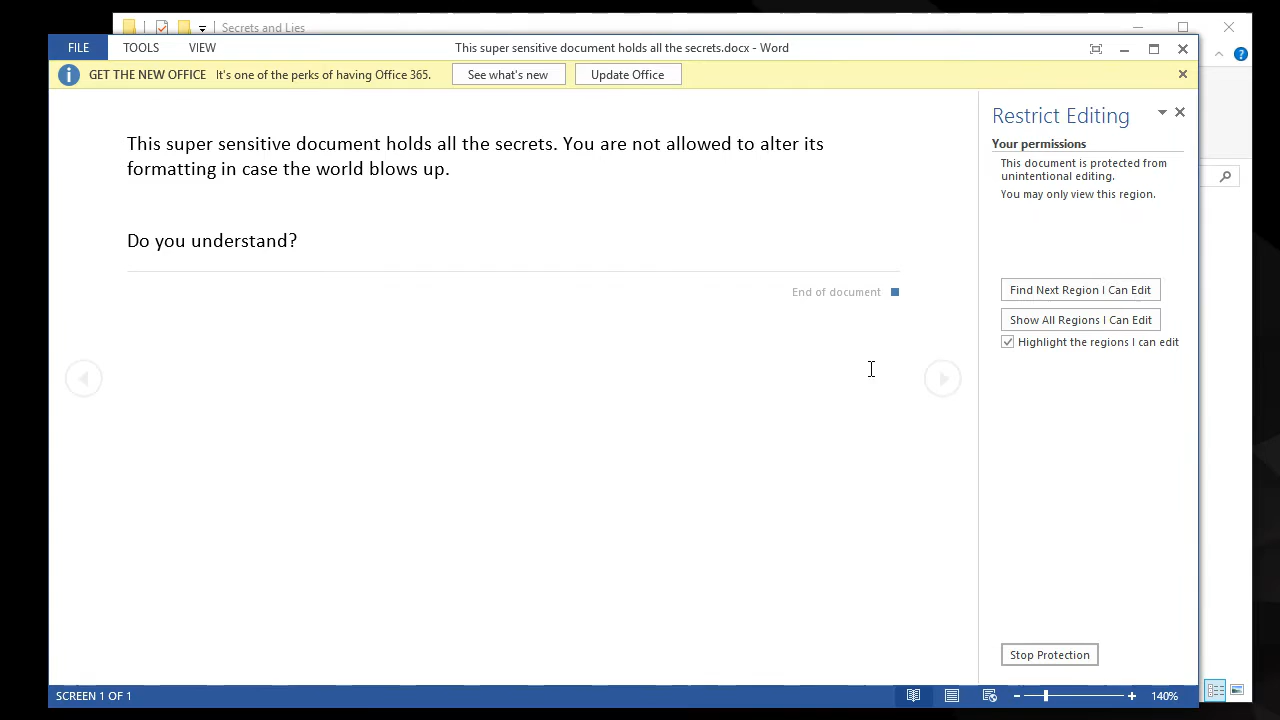 Secrets and Lies
FILE TOOLS VIEW This super sensitive document holds all the secrets.docx - Word
GET THE NEW OFFICE It's one of the perks of having Office 365. See what's new Update Office
This super sensitive document holds all the secrets. You are not allowed to alter its
formatting in case the world blows up.
Do you understand?
End of document
Restrict Editing
Your permissions
This document is protected from
unintentional editing.
You may only view this region.
Find Next Region I Can Edit
Show All Regions I Can Edit
Highlight the regions I can edit
Stop Protection
SCREEN 1 OF 1 140%